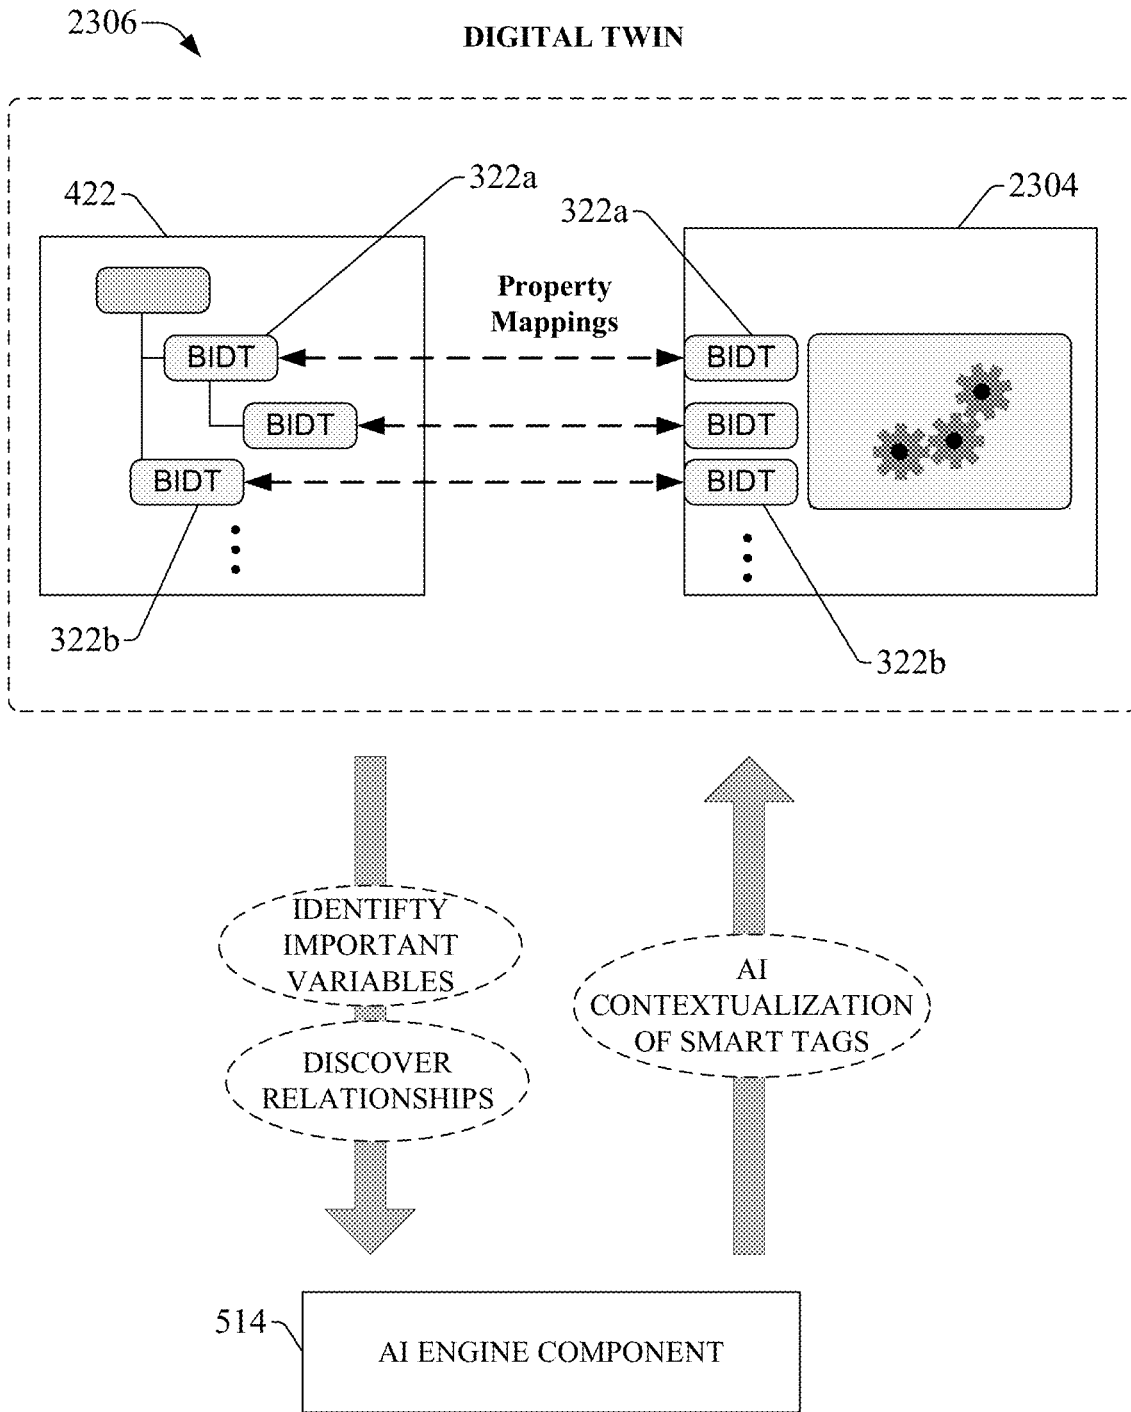 2306
DIGITAL TWIN
422
322a
322a
2304
Property
Mappings
BIDT
BIDT
BIDT
BIDT
BIDT
BIDT
322b
322b
IDENTIFTY
IMPORTANT
VARIABLES
DISCOVER
RELATIONSHIPS
AI
CONTEXTUALIZATION
OF SMART TAGS
514
AI ENGINE COMPONENT